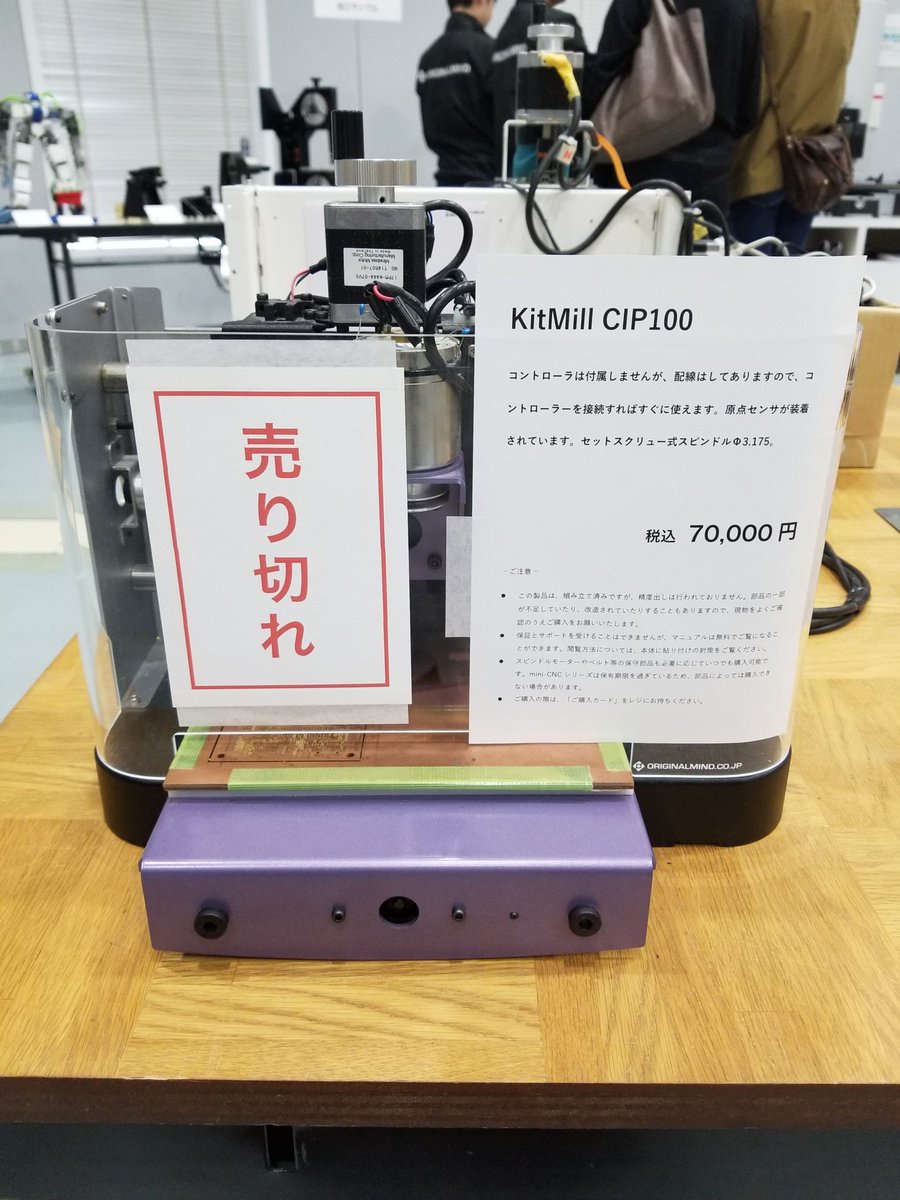 ORIGINALMIND
Minebea Motor
Manufacturing Corp.
Made in Thailand
17PM-K444-07VS
NO. T14507-01
KitMill CIP100
コントローラは付属しませんが、配線はしてありますので、コ
ントローラーを接続すればすぐに使えます。原点センサが装着
されています。セットスクリュー式スピンドルΦ3.175。
税込 70,000 円
－ご注意－
● この製品は、組み立て済みですが、精度出しは行われておりません。部品の一部
が不足していたり、改造されていたりすることもありますので、現物をよくご確
認のうえご購入をお願いいたします。
● 保証とサポートを受けることはできませんが、マニュアルは無料でご覧になるこ
とができます。閲覧方法については、本体に貼り付けの封筒をご覧ください。
● スピンドルモーターやベルト等の保守部品も必要に応じていつでも購入可能で
す。mini-CNC シリーズは保有期限を過ぎているため、部品によっては購入でき
ない場合があります。
● ご購入の際は、「ご購入カード」をレジにお持ちください。
売り切れ
ORIGINALMIND.CO.JP